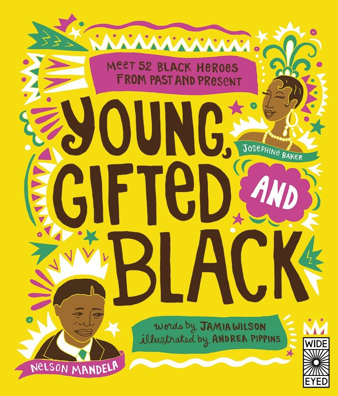 MEET 52 BLACK HEROES
FROM PAST AND PRESENT
YOUNG,
GIFTED
AND
BLACK
JOSEPHINE BAKER
words by JAMIA WILSON
illustrated by ANDREA PIPPINS
NELSON MANDELA
WIDE
EYED